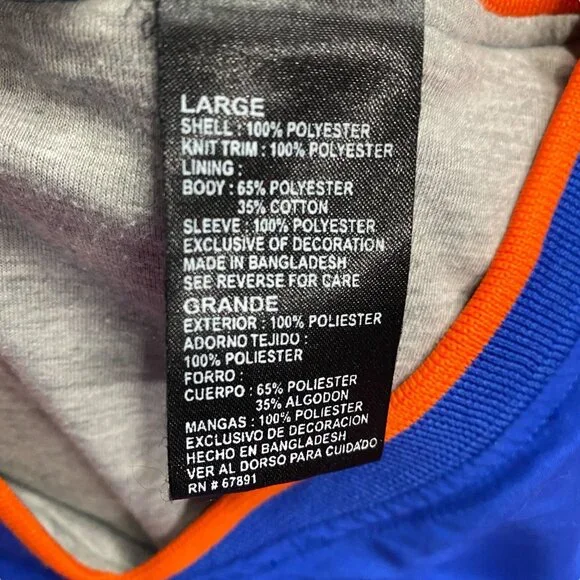 LARGE
SHELL : 100% POLYESTER
KNIT TRIM : 100% POLYESTER
LINING :
BODY : 65% POLYESTER
35% COTTON
SLEEVE : 100% POLYESTER
EXCLUSIVE OF DECORATION
MADE IN BANGLADESH
SEE REVERSE FOR CARE
GRANDE
EXTERIOR : 100% POLIESTER
ADORNO TEJIDO :
100% POLIESTER
FORRO :
CUERPO : 65% POLIESTER
35% ALGODON
MANGAS : 100% POLIESTER
EXCLUSIVO DE DECORACION
HECHO EN BANGLADESH
VER AL DORSO PARA CUIDADO
RN # 67891